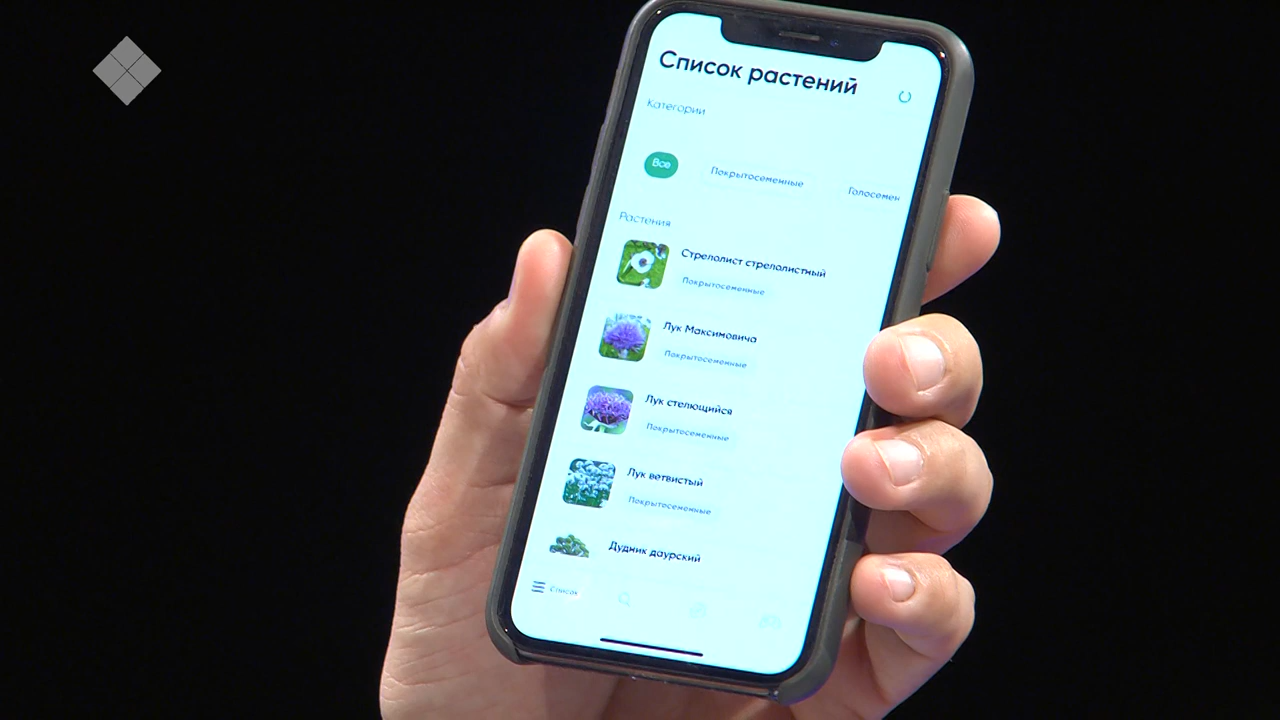 Список растений
Категории
Все
Покрытосеменные
Голосемен
Растения
Стрелолист стрелолистный
Покрытосеменные
Лук Максимовича
Покрытосеменные
Лук стелющийся
Покрытосеменные
Лук ветвистый
Покрытосеменные
Дудник даурский
Список